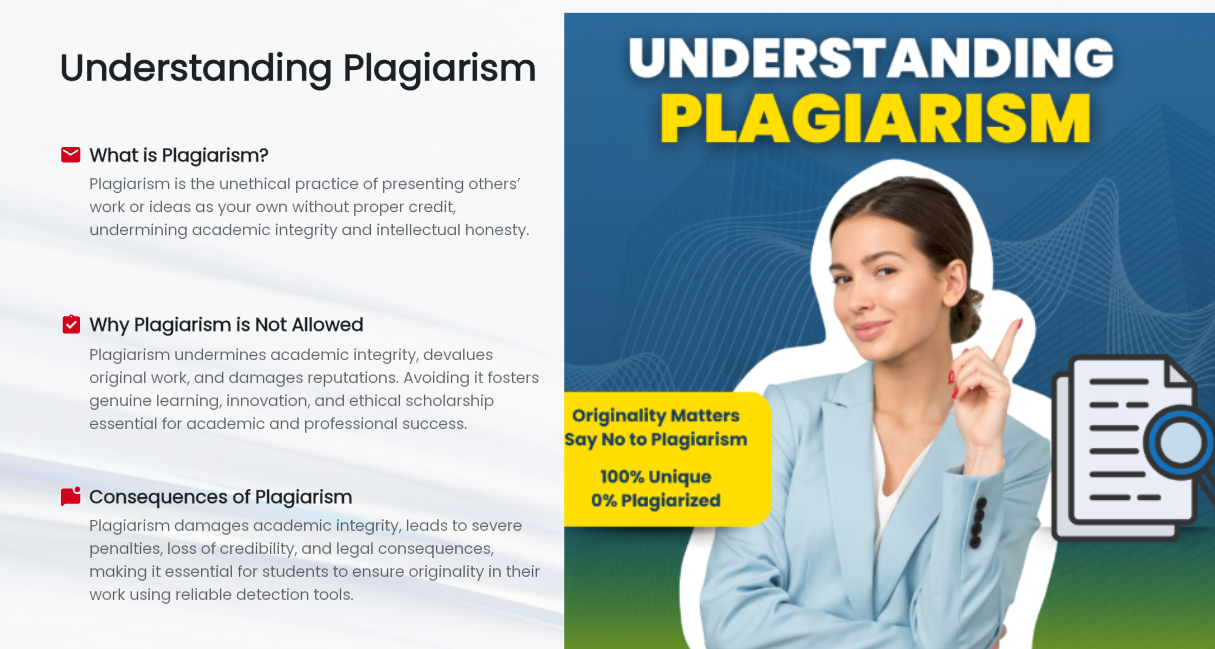 Understanding Plagiarism
What is Plagiarism?
Plagiarism is the unethical practice of presenting others’
work or ideas as your own without proper credit,
undermining academic integrity and intellectual honesty.
Why Plagiarism is Not Allowed
Plagiarism undermines academic integrity, devalues
original work, and damages reputations. Avoiding it fosters
genuine learning, innovation, and ethical scholarship
essential for academic and professional success.
Consequences of Plagiarism
Plagiarism damages academic integrity, leads to severe
penalties, loss of credibility, and legal consequences,
making it essential for students to ensure originality in their
work using reliable detection tools.
UNDERSTANDING
PLAGIARISM
Originality Matters
Say No to Plagiarism
100% Unique
0% Plagiarized